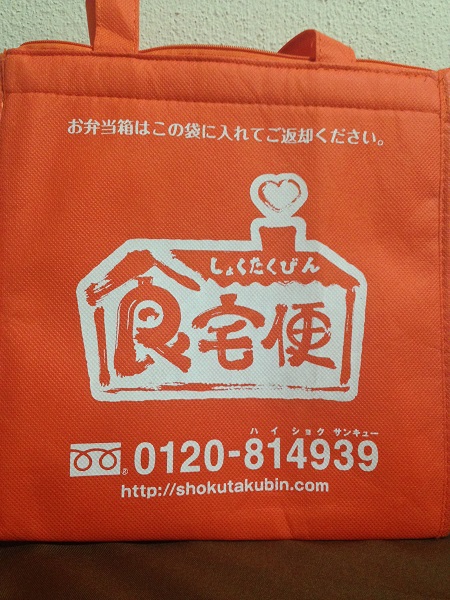 お弁当箱はこの袋に入れてご返却ください。
しょくたくびん
食宅便
ハイ ショク サンキュー
0120-814939
http://shokutakubin.com